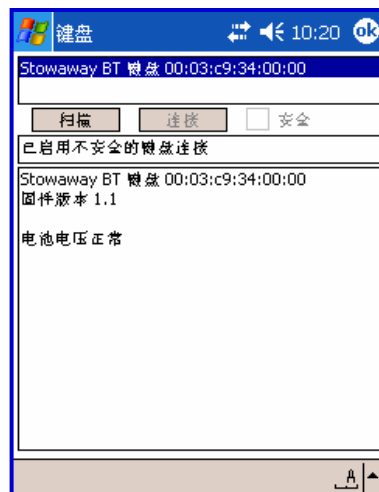 键盘 10:20 ok
Stowaway BT 键盘 00:03:c9:34:00:00
扫描 连接 安全
已启用不安全的键盘连接
Stowaway BT 键盘 00:03:c9:34:00:00
固件版本 1.1
电池电压正常
A